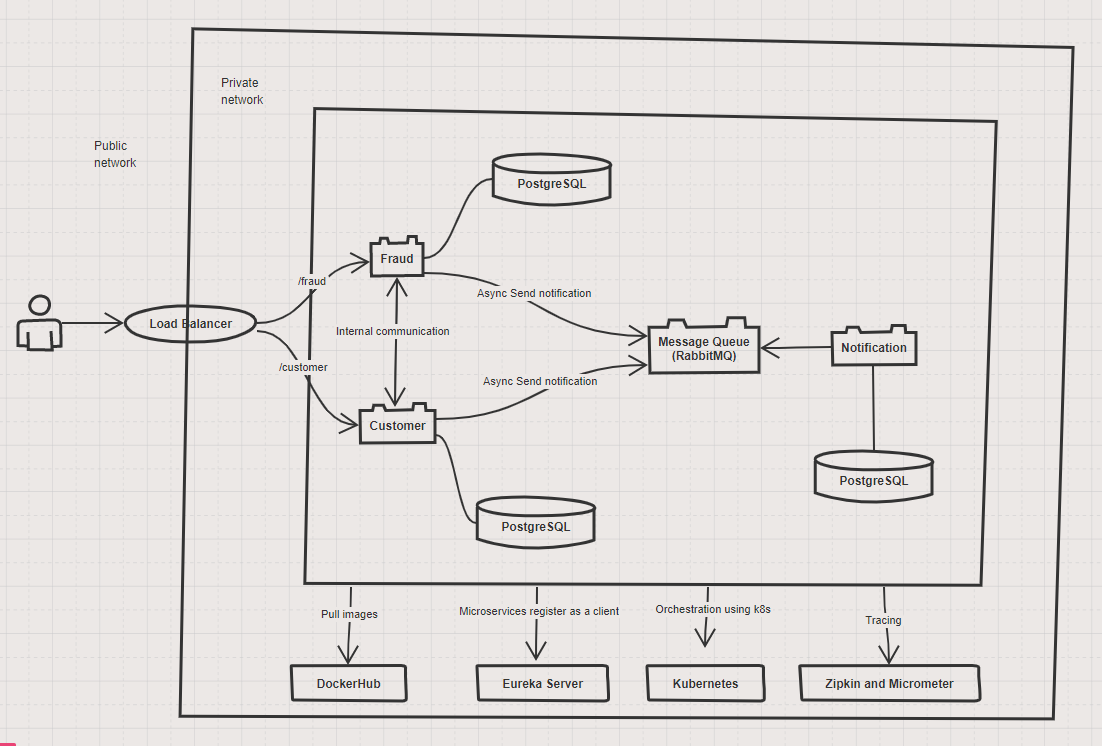 Private
network
Public
network
PostgreSQL
Fraud
/fraud
Async Send notification
Load Balancer
Internal communication
Message Queue
(RabbitMQ)
Notification
/customer
Async Send notification
Customer
PostgreSQL
PostgreSQL
Pull images
Microservices register as a client
Orchestration using k8s
Tracing
DockerHub
Eureka Server
Kubernetes
Zipkin and Micrometer